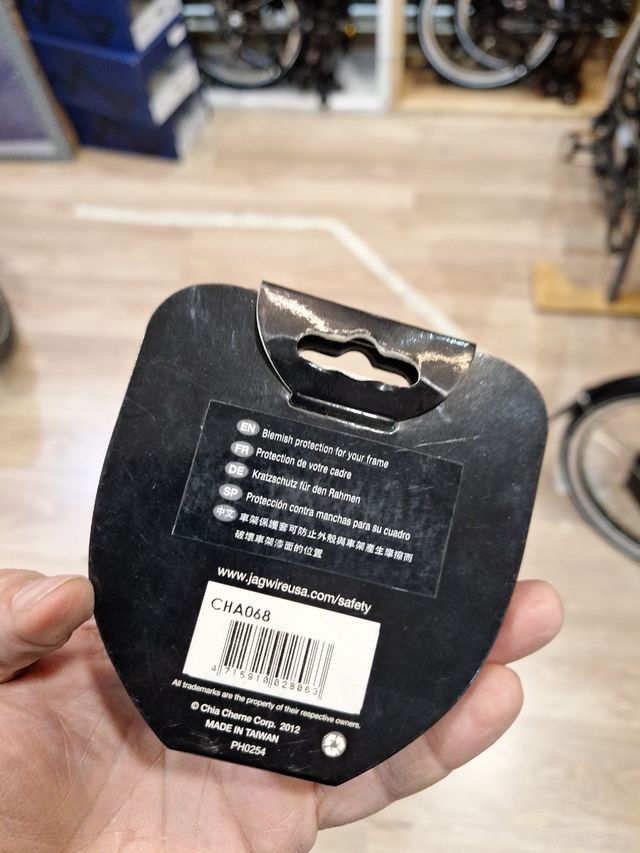 EN Blemish protection for your frame
FR Protection de votre cadre
DE Kratzschutz für den Rahmen
SP Protección contra manchas para su cuadro
中文 車架保護套可防止外殼與車架產生摩擦而
破壞車架漆面的位置
www.jagwireusa.com/safety
CHA068
4 715910 028063
All trademarks are the property of their respective owners.
© Chia Cherne Corp. 2012
MADE IN TAIWAN
PH0254